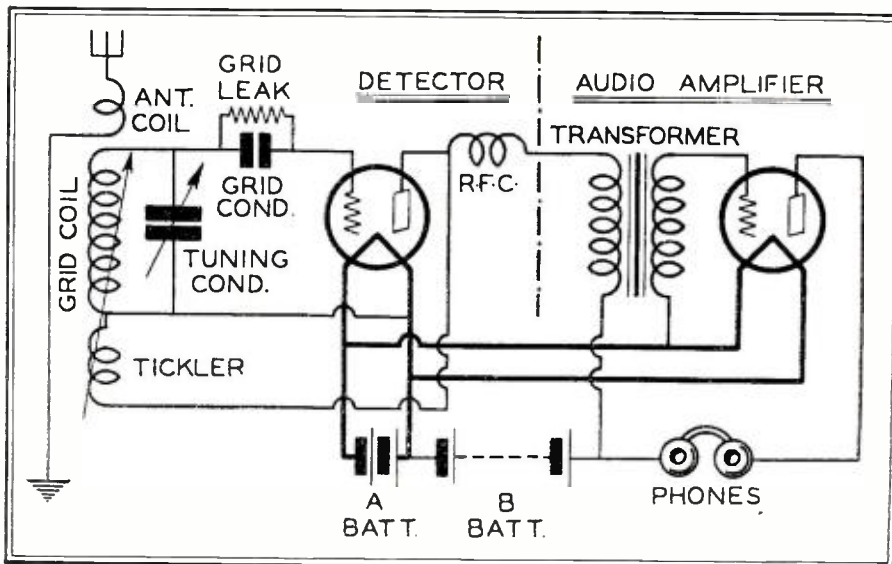 ANT.
COIL
GRID
LEAK
DETECTOR
AUDIO AMPLIFIER
TRANSFORMER
GRID
COND.
R.F.C.
GRID COIL
TUNING
COND.
TICKLER
A
BATT.
B
BATT.
PHONES